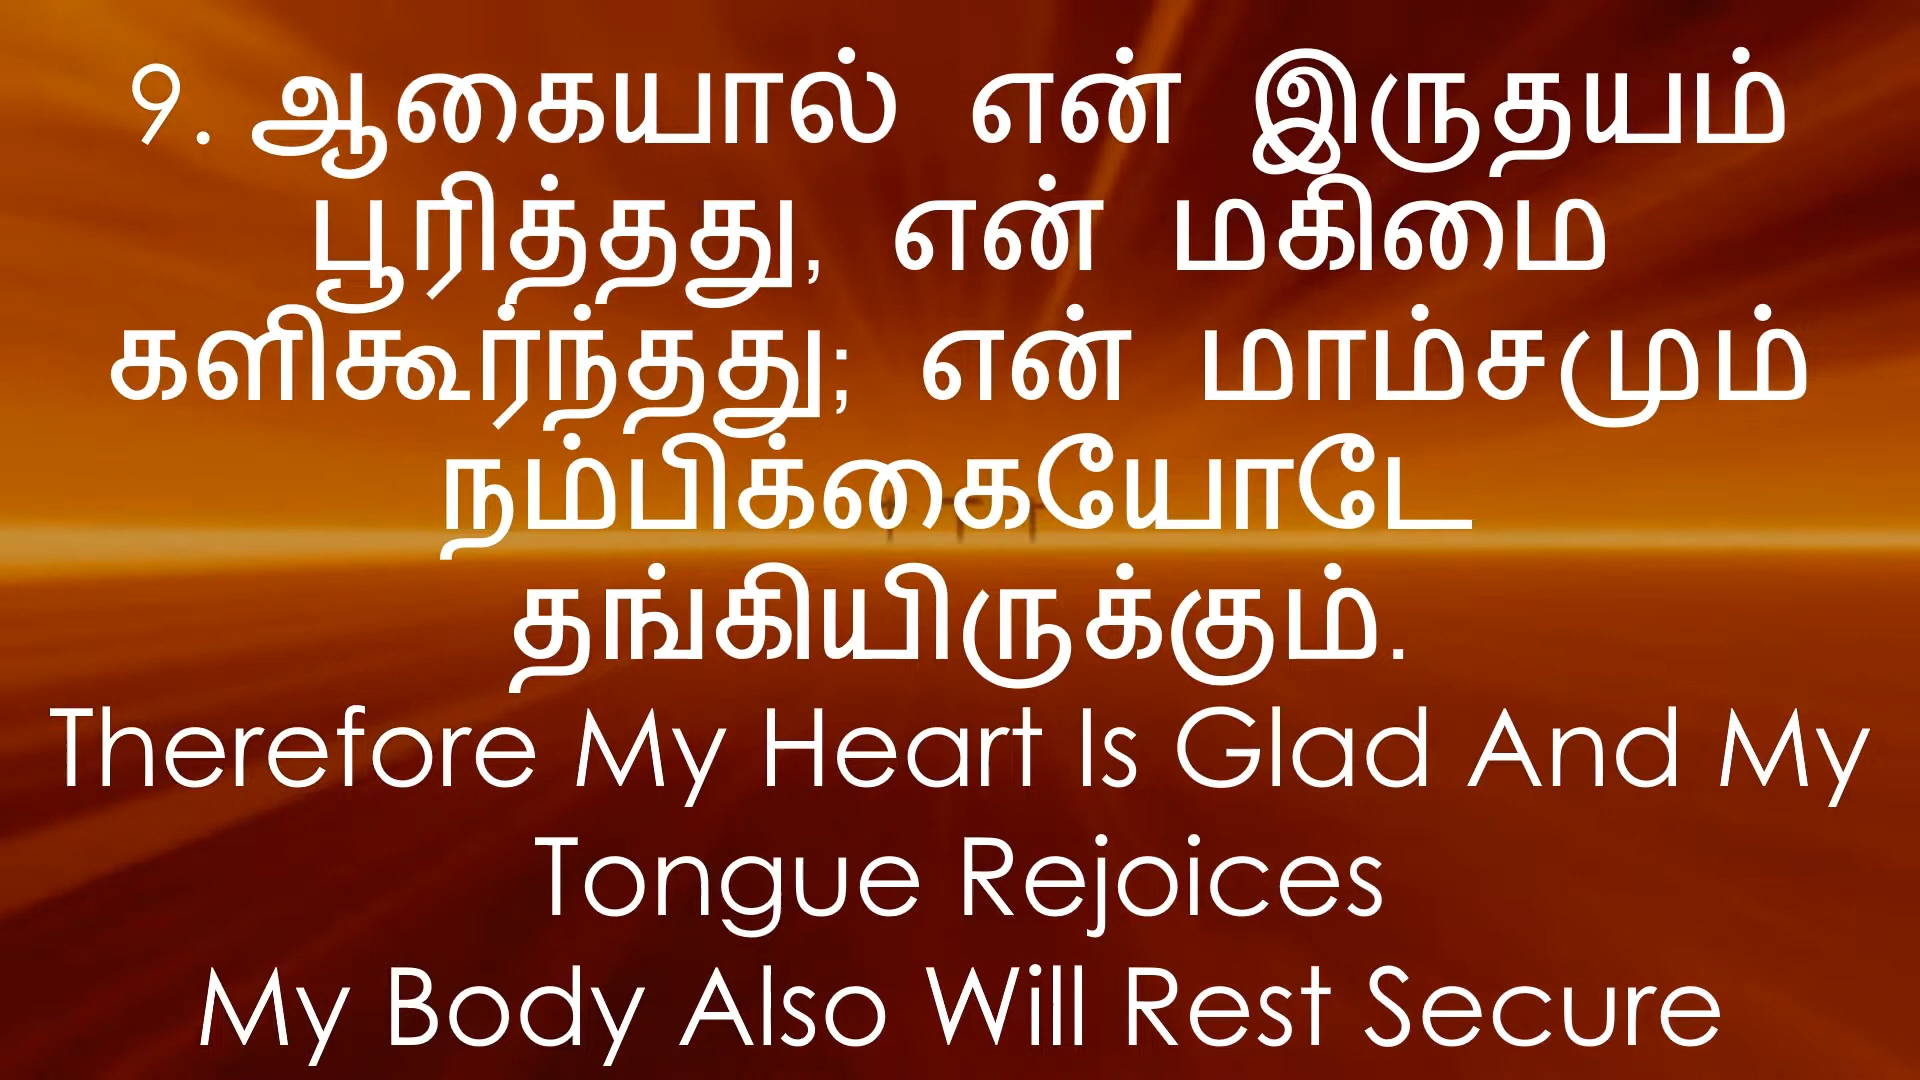 9. ஆகையால் என் இருதயம்
பூரித்தது, என் மகிமை
களிகூர்ந்தது; என் மாம்சமும்
நம்பிக்கையோடே
தங்கியிருக்கும்.
Therefore My Heart Is Glad And My
Tongue Rejoices
My Body Also Will Rest Secure